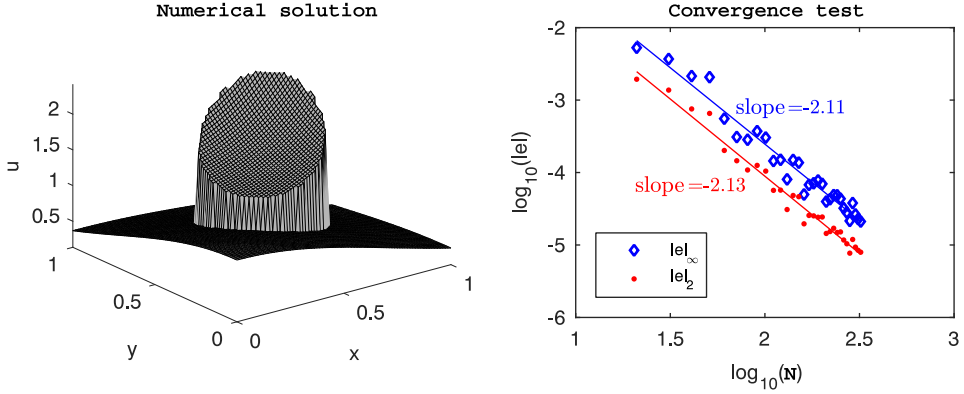 Numerical solution
u
2
1.5
1
0.5
1
0.5
0
y
0
0.5
1
x
Convergence test
-2
-3
-4
-5
-6
log10(|e|)
slope=-2.11
slope=-2.13
|e|∞
|e|2
1
1.5
2
2.5
3
log10(N)